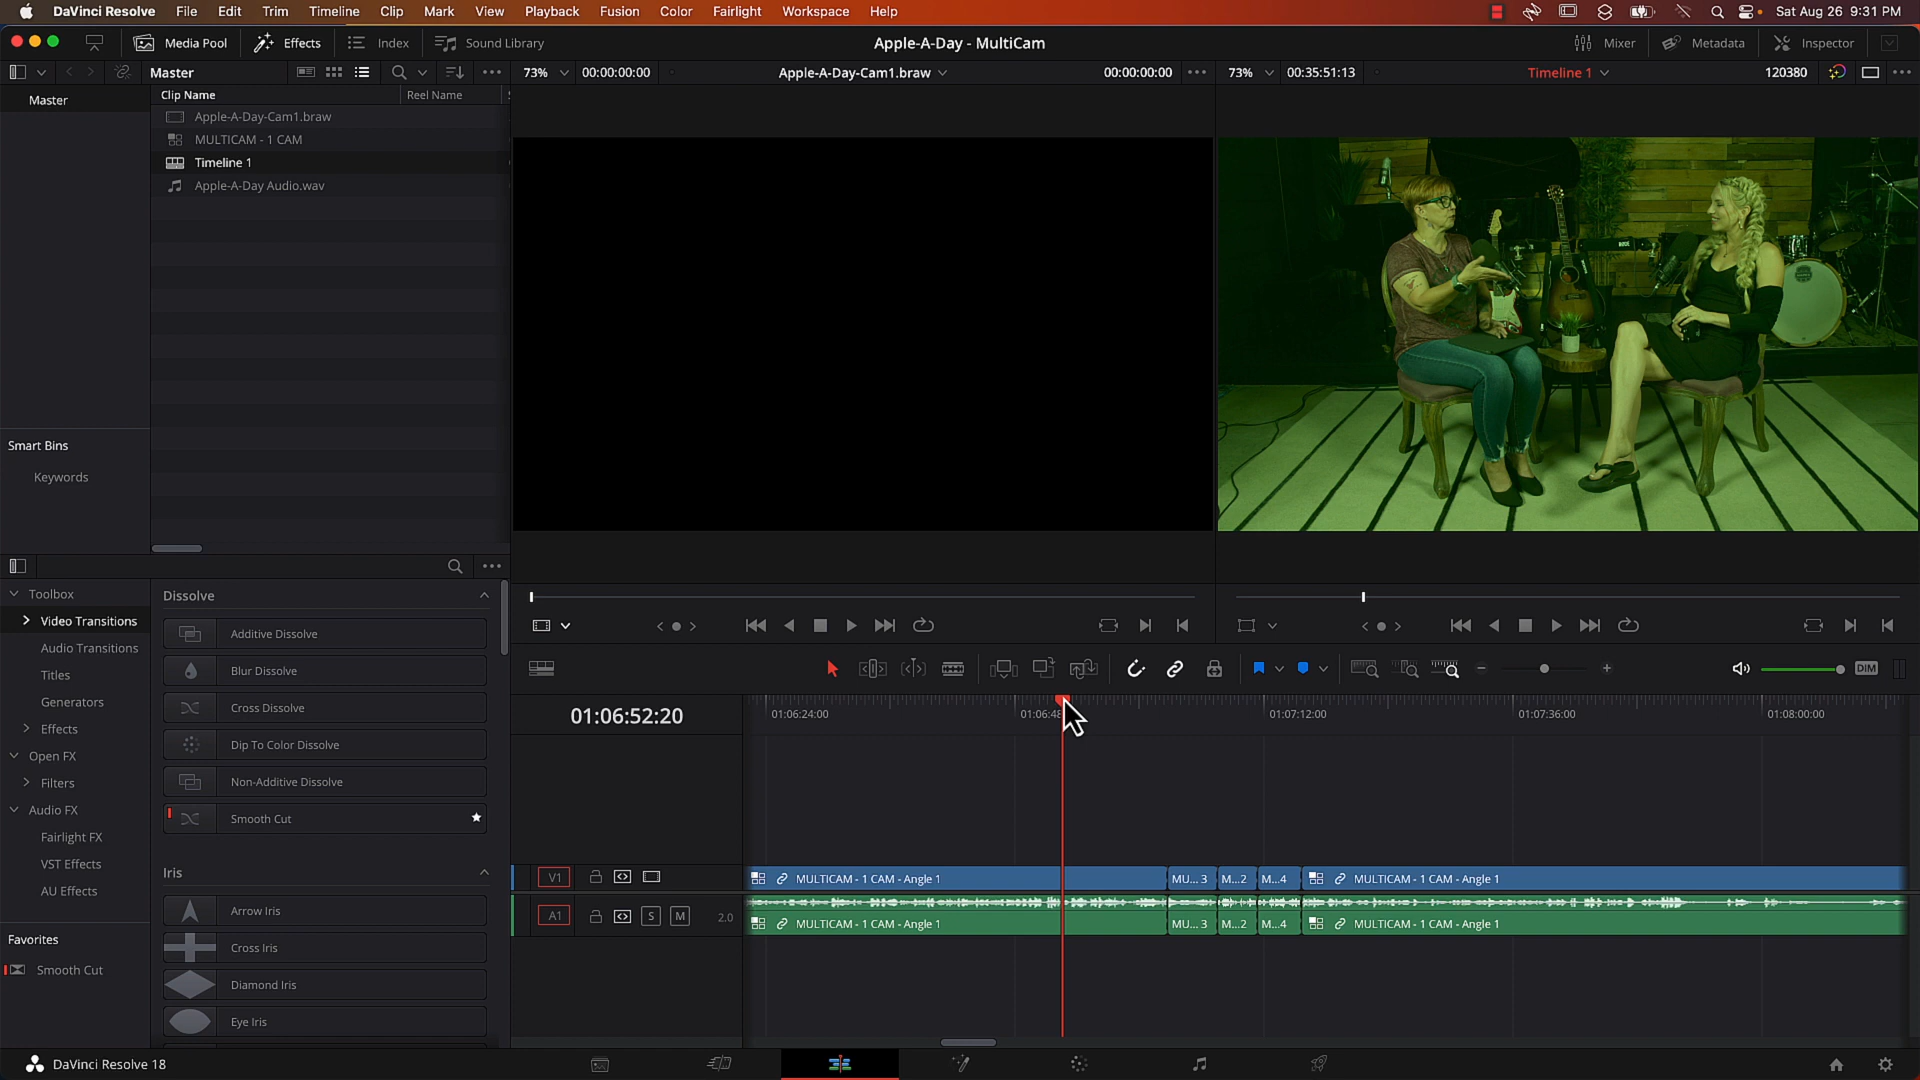 DaVinci Resolve File Edit Trim Timeline Clip Mark View Playback Fusion Color Fairlight Workspace Help Sat Aug 26 9:31 PM
Media Pool Effects Index Sound Library Apple-A-Day - MultiCam Mixer Metadata Inspector
Master 73% 00:00:00:00 Apple-A-Day-Cam1.braw 00:00:00:00 73% 00:35:51:13 Timeline 1 120380
Master
Clip Name Reel Name
Apple-A-Day-Cam1.braw
MULTICAM - 1 CAM
Timeline 1
Apple-A-Day Audio.wav
Smart Bins
Keywords
Toolbox
Video Transitions
Audio Transitions
Titles
Generators
Effects
Open FX
Filters
Audio FX
Fairlight FX
VST Effects
AU Effects
Favorites
Smooth Cut
Dissolve
Additive Dissolve
Blur Dissolve
Cross Dissolve
Dip To Color Dissolve
Non-Additive Dissolve
Smooth Cut
Iris
Arrow Iris
Cross Iris
Diamond Iris
Eye Iris
DIM
01:06:52:20 01:06:24:00 01:06:48 01:07:12:00 01:07:36:00 01:08:00:00
V1 MULTICAM - 1 CAM - Angle 1 MU... 3 M...2 M...4 MULTICAM - 1 CAM - Angle 1
A1 S M 2.0 MULTICAM - 1 CAM - Angle 1 MU... 3 M...2 M...4 MULTICAM - 1 CAM - Angle 1
DaVinci Resolve 18